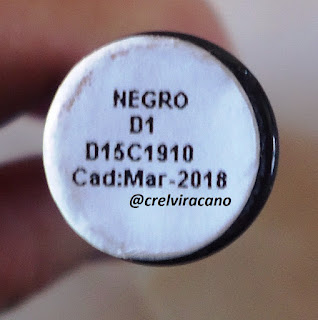 NEGRO
D1
D15C1910
Cad:Mar-2018
@crelviracano